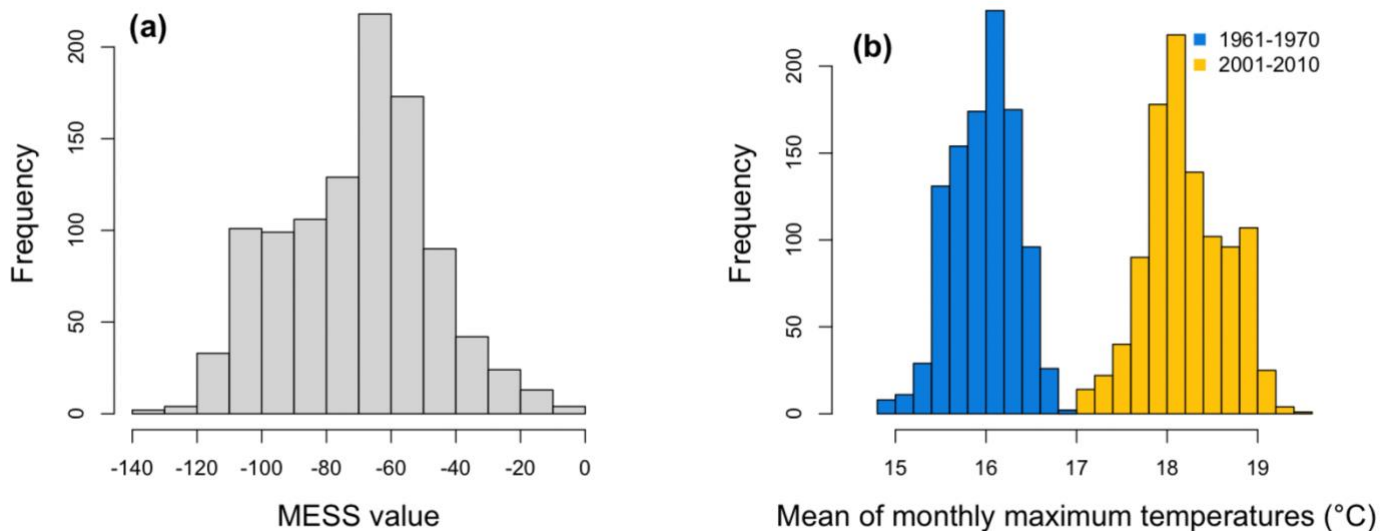 (a)
Frequency
200
150
100
50
0
-140 -120 -100 -80 -60 -40 -20 0
MESS value
(b)
1961-1970
2001-2010
Frequency
200
150
100
50
0
15 16 17 18 19
Mean of monthly maximum temperatures (°C)